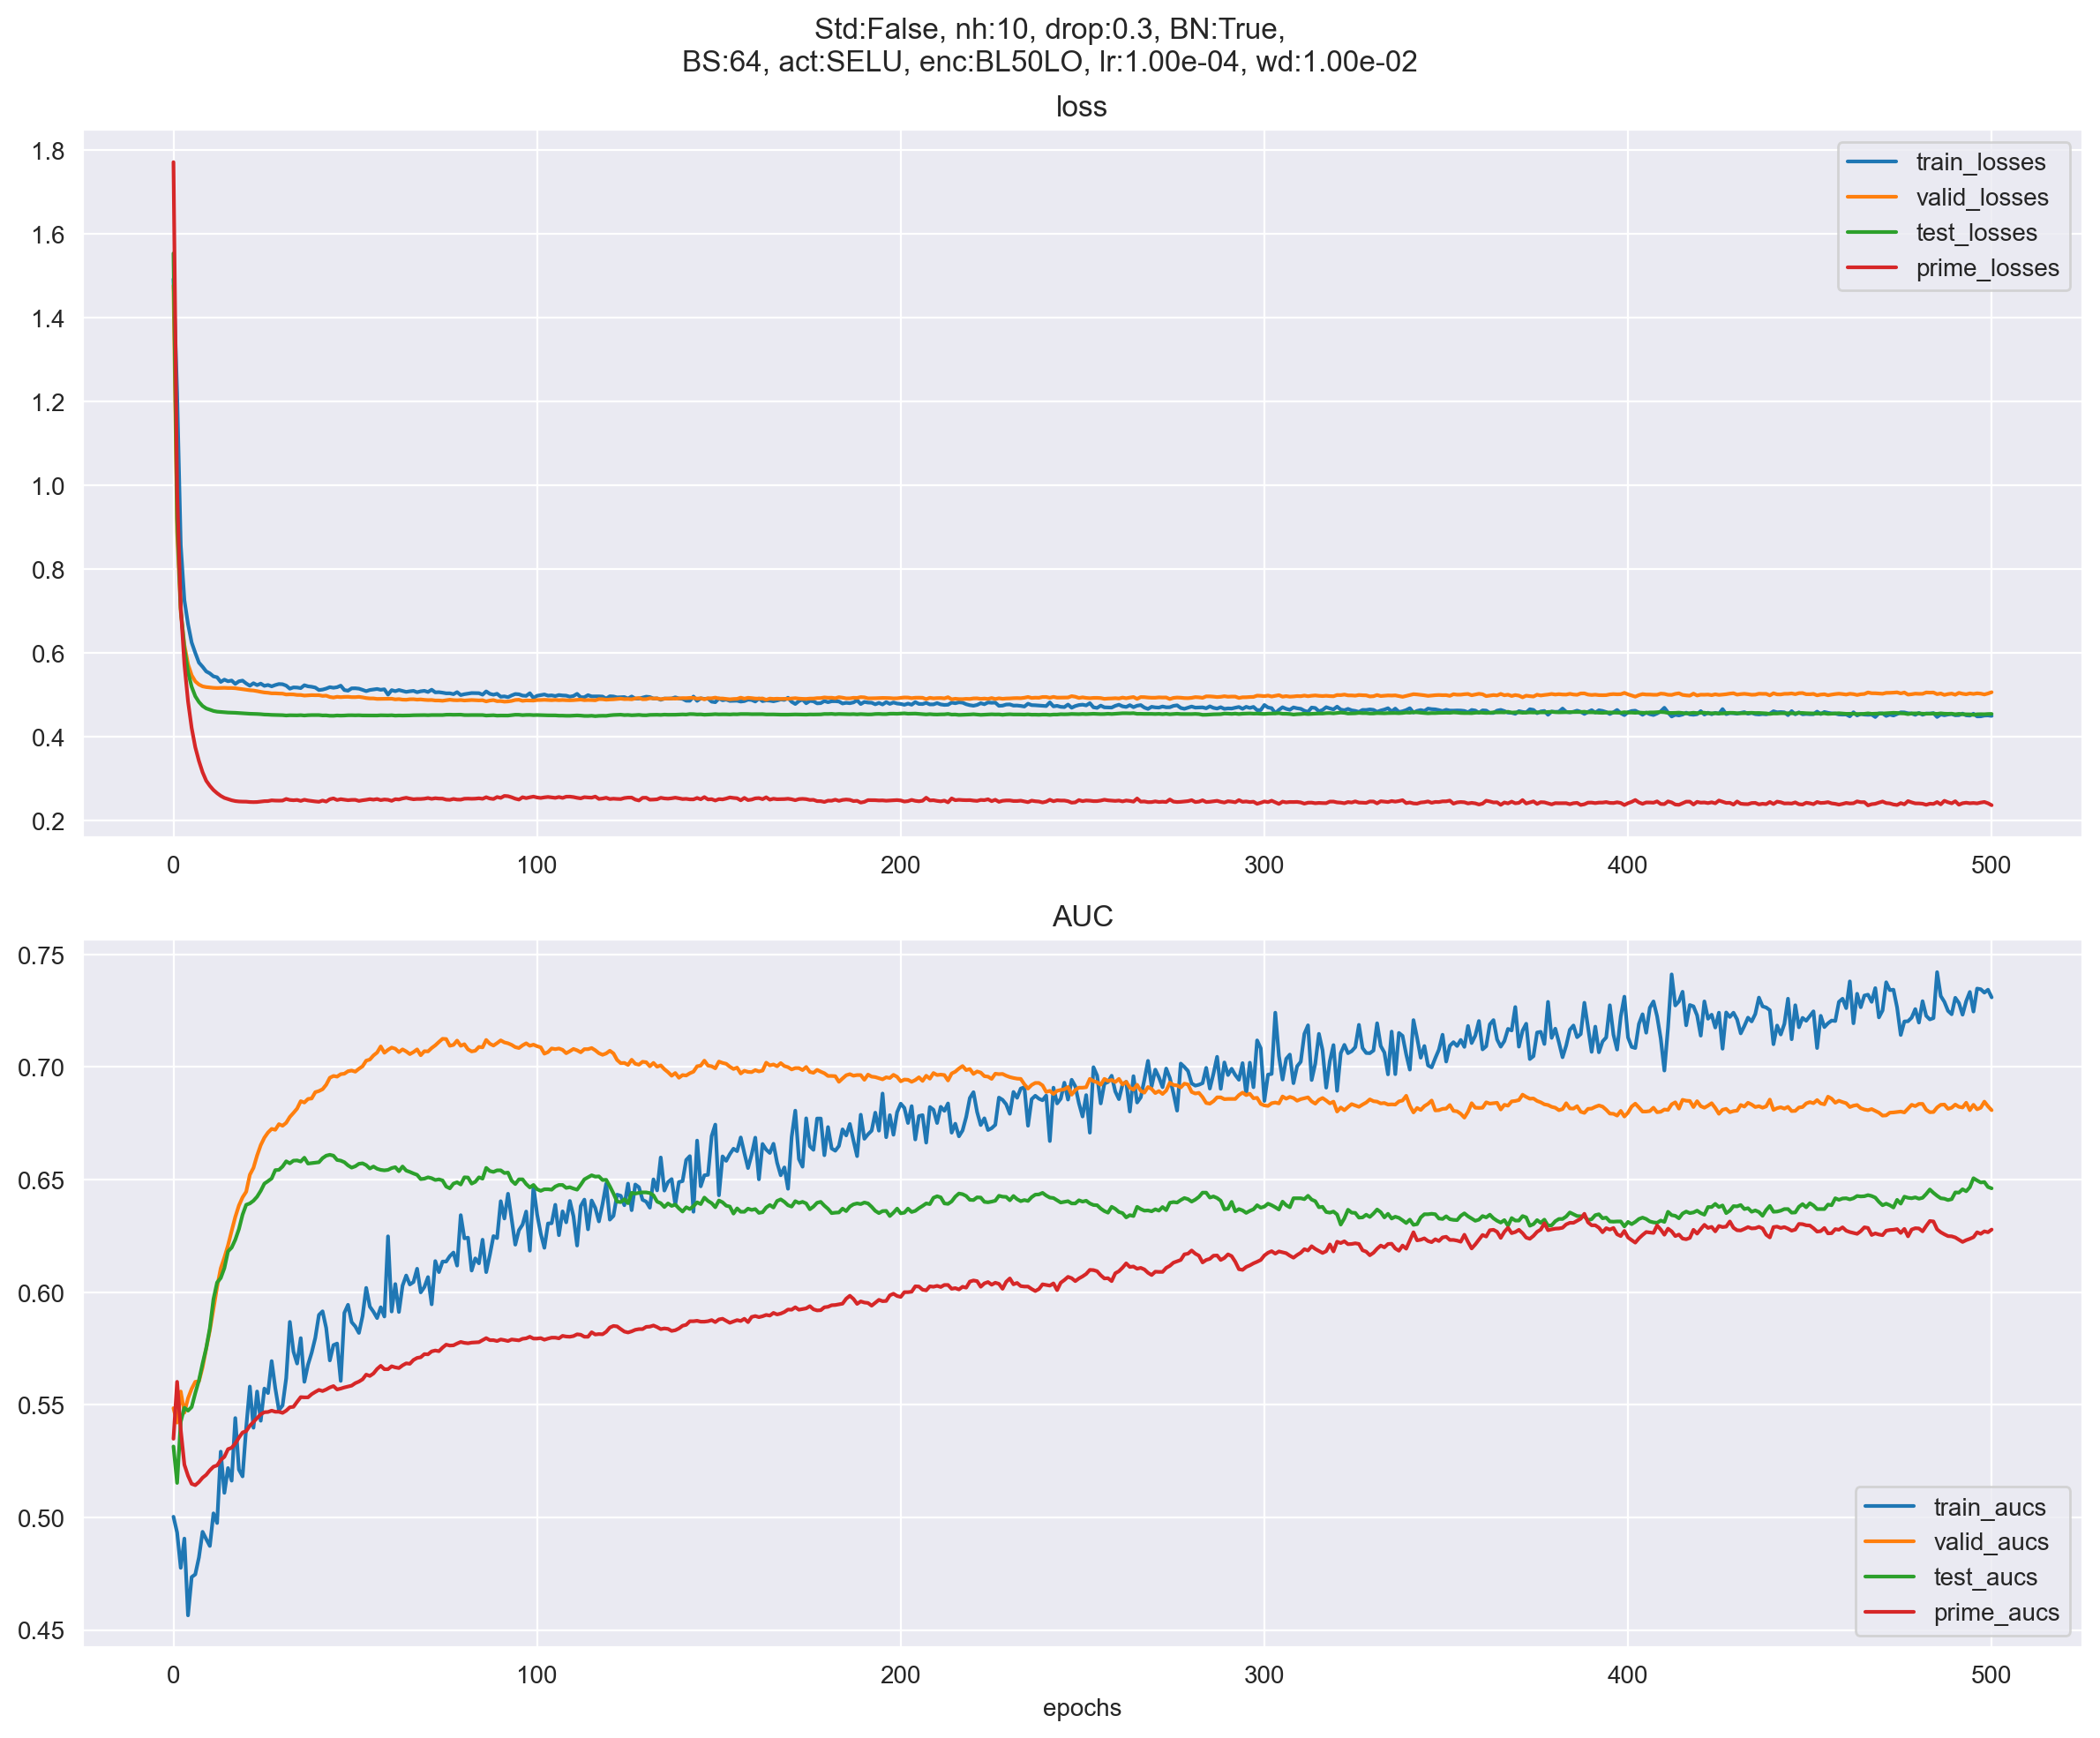 Std:False, nh:10, drop:0.3, BN:True,
BS:64, act:SELU, enc:BL50LO, lr:1.00e-04, wd:1.00e-02
loss
1.8
1.6
1.4
1.2
1.0
0.8
0.6
0.4
0.2
train_losses
valid_losses
test_losses
prime_losses
0 100 200 300 400 500
AUC
0.75
0.70
0.65
0.60
0.55
0.50
0.45
train_aucs
valid_aucs
test_aucs
prime_aucs
0 100 200 300 400 500
epochs